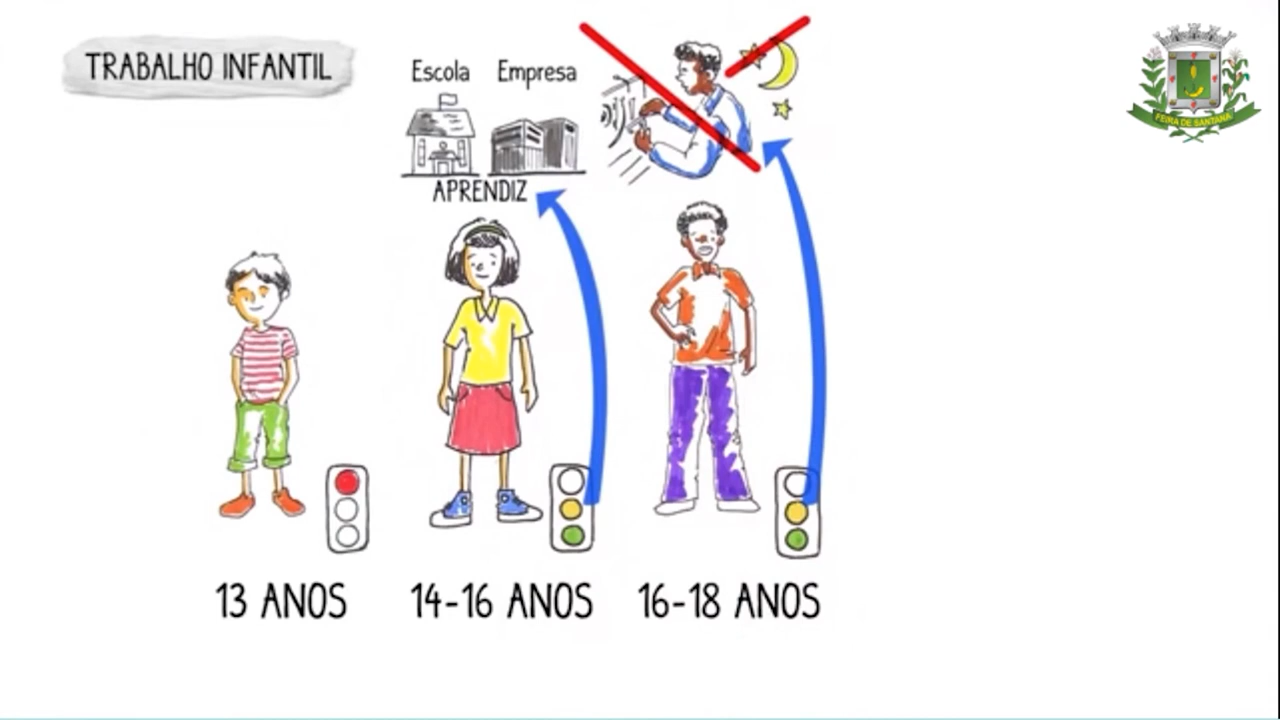 TRABALHO INFANTIL
Escola
Empresa
APRENDIZ
13 ANOS
14-16 ANOS
16-18 ANOS
FEIRA DE SANTANA